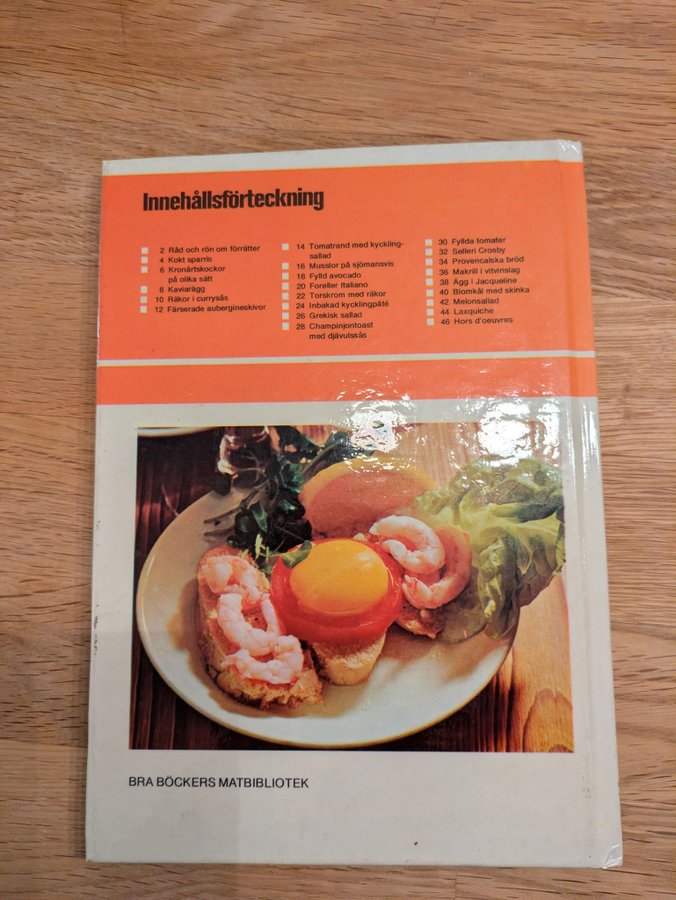 Innehållsförteckning
2 Råd och rön om förrätter
4 Kokt sparris
6 Kronärtskockor
på olika sätt
8 Kaviarägg
10 Räkor i currysås
12 Färserade aubergineskivor
14 Tomatrand med kyckling-
sallad
16 Musslor på sjömansvis
18 Fylld avocado
20 Foreller Italiano
22 Torskrom med räkor
24 Inbakad kycklingpâté
26 Grekisk sallad
28 Champinjontoast
med djävulssås
30 Fyllda tomater
32 Selleri Crosby
34 Provencalska bröd
36 Makrill i vitvinslag
38 Ägg i Jacqueline
40 Blomkål med skinka
42 Melonsallad
44 Laxquiche
46 Hors d'oeuvres
BRA BÖCKERS MATBIBLIOTEK